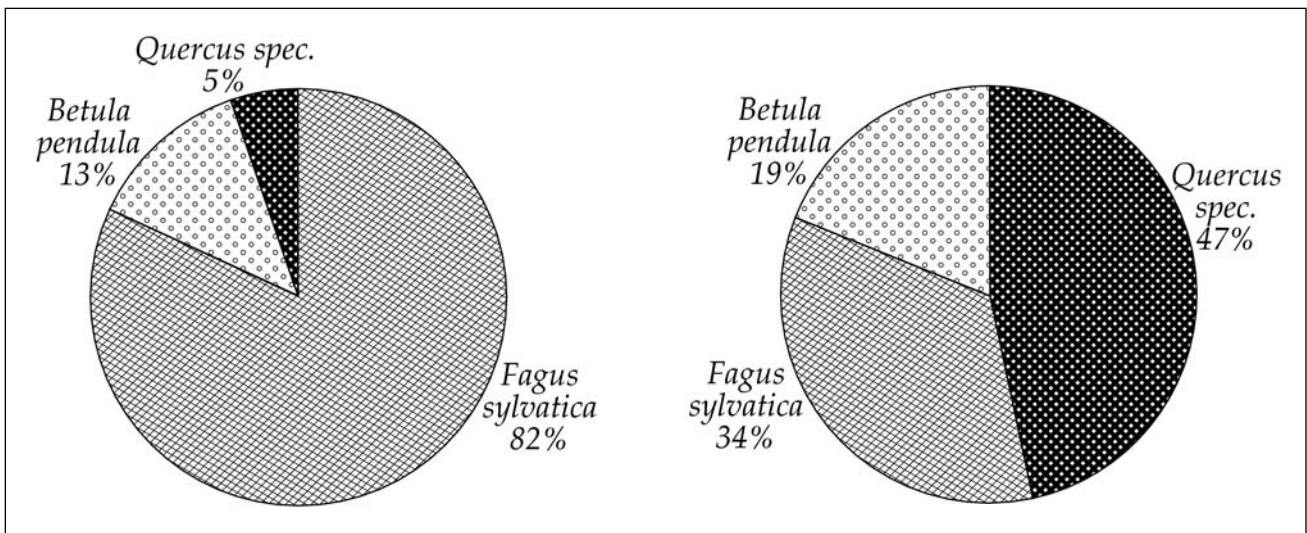 Quercus spec.
5%
Betula
pendula
13%
Fagus
sylvatica
82%
Betula
pendula
19%
Quercus
spec.
47%
Fagus
sylvatica
34%